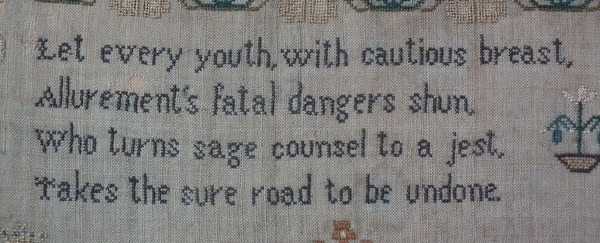 Let every youth, with cautious breast,
Allurement's fatal dangers shun,
Who turns sage counsel to a jest,
Takes the sure road to be undone.